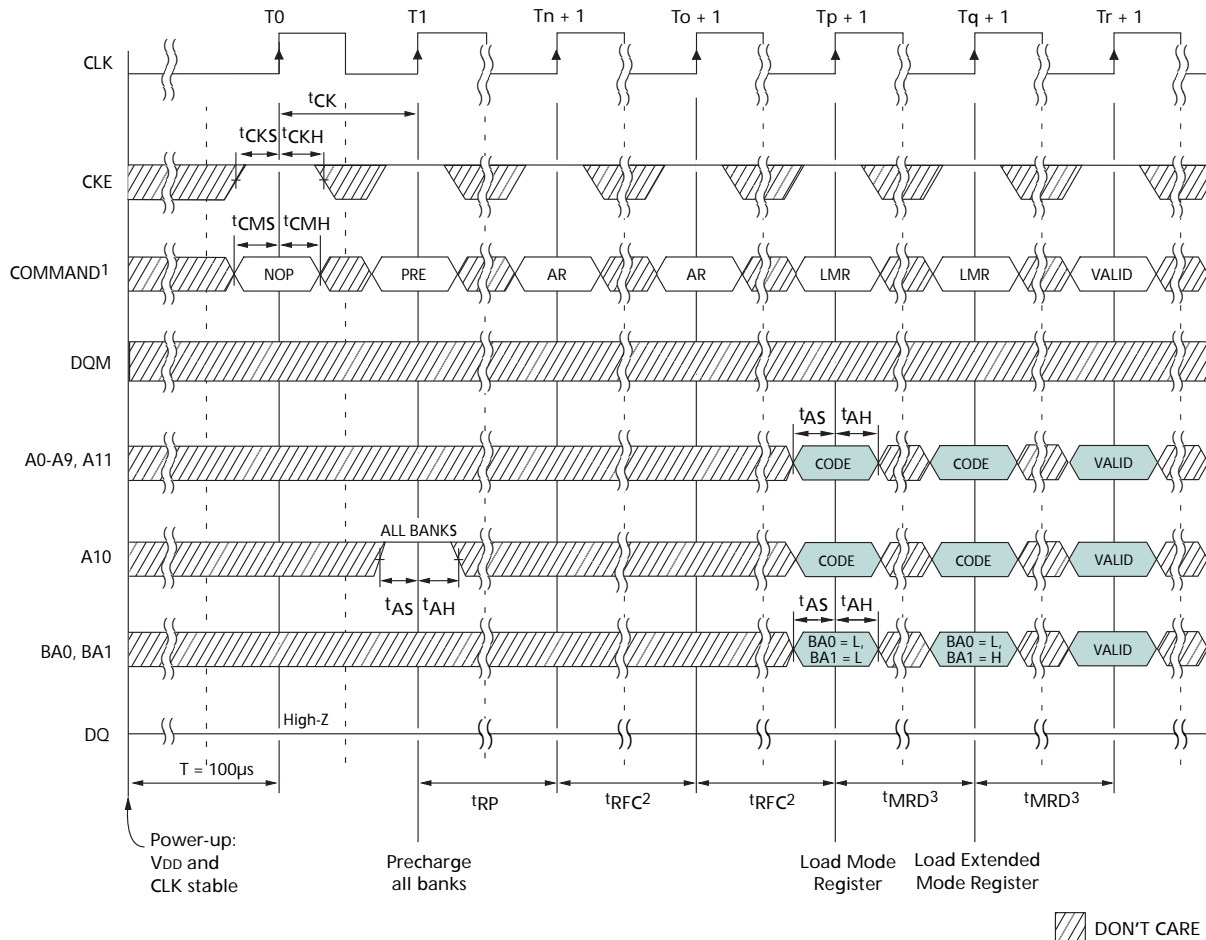 T0 T1 Tn + 1 To + 1 Tp + 1 Tq + 1 Tr + 1
CLK
tCK
tCKS tCKH
CKE
tCMS tCMH
COMMAND1 NOP PRE AR AR LMR LMR VALID
DQM
tAS tAH
A0-A9, A11 CODE CODE VALID
ALL BANKS
A10 CODE CODE VALID
tAS tAH tAS tAH
BA0, BA1 BA0 = L, BA1 = L BA0 = L, BA1 = H VALID
High-Z
DQ
T = 100µs
tRP tRFC2 tRFC2 tMRD3 tMRD3
Power-up:
VDD and
CLK stable
Precharge
all banks
Load Mode
Register
Load Extended
Mode Register
DON'T CARE